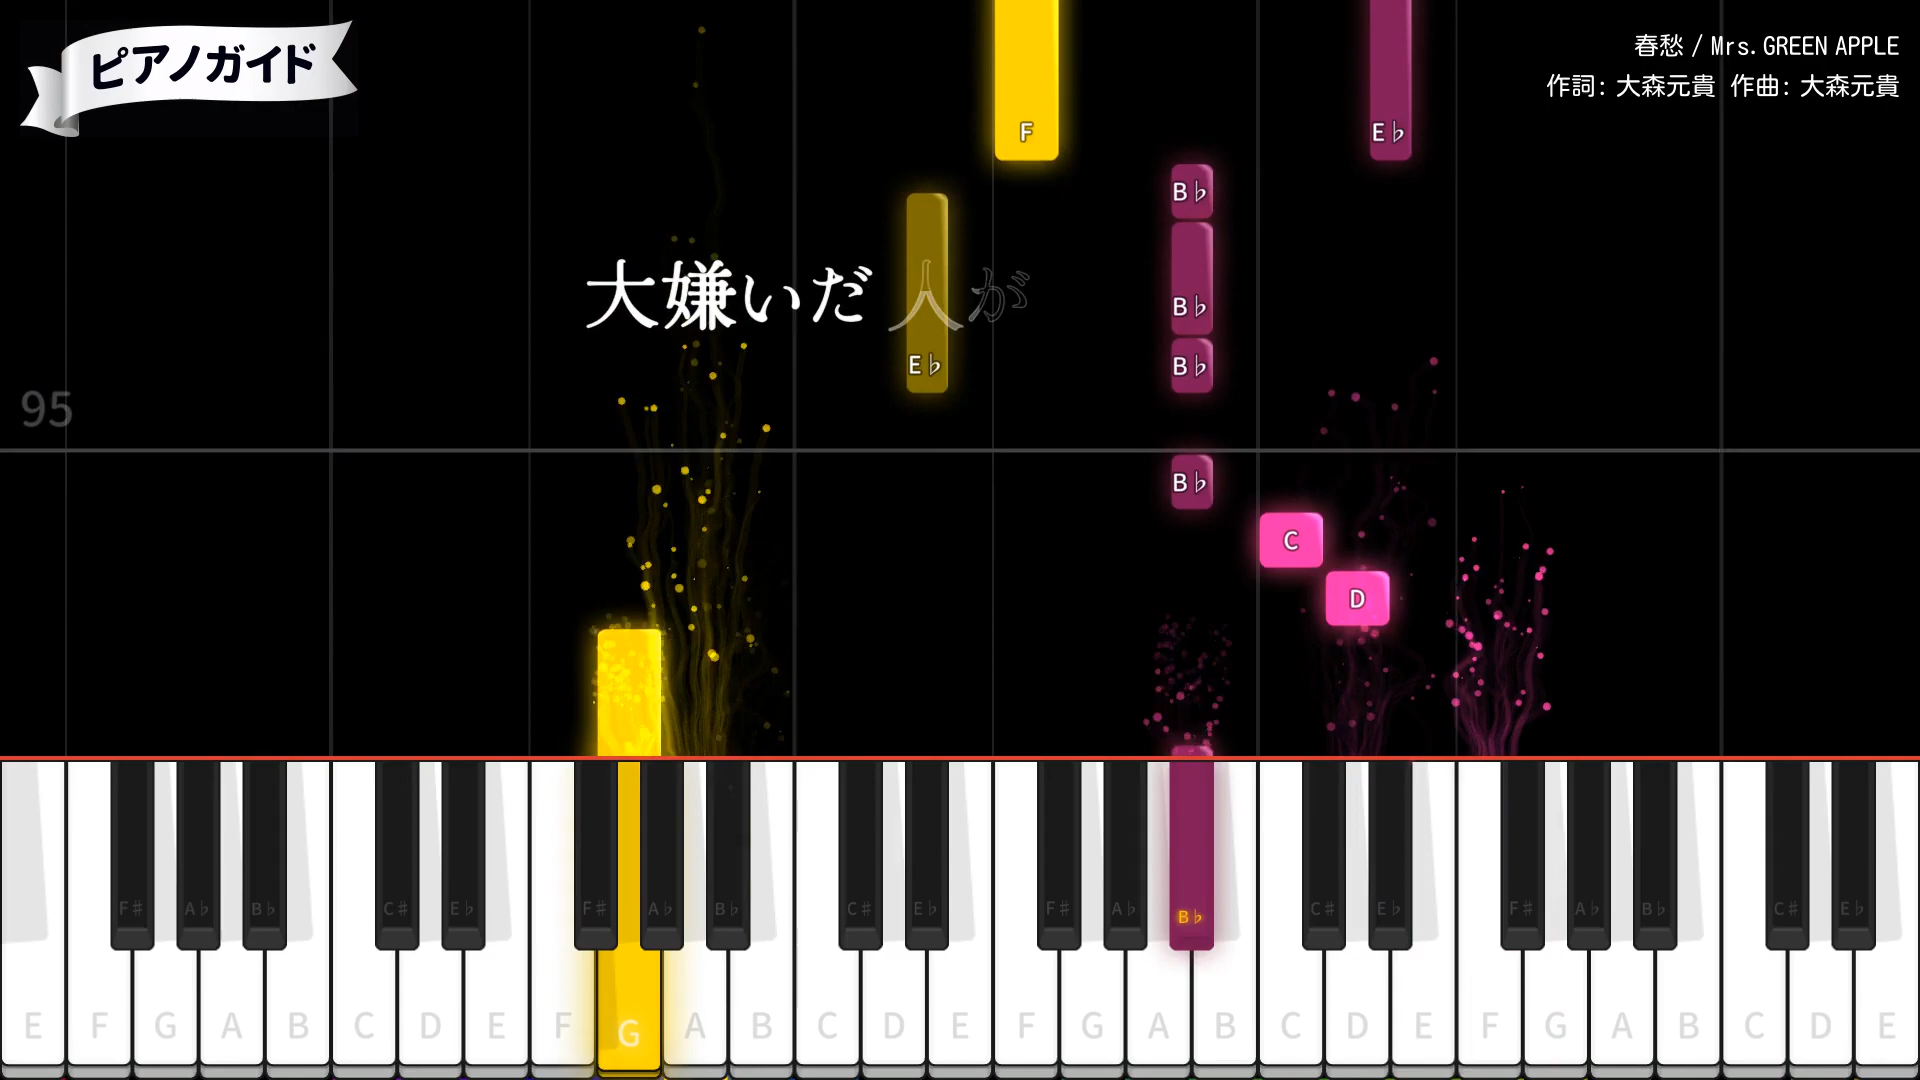 ピアノガイド
春愁 / Mrs. GREEN APPLE
作詞: 大森元貴 作曲: 大森元貴
F
E♭
B♭
大嫌いだ 人が
B♭
E♭
B♭
95
B♭
C
D
F# A♭ B♭ C# E♭ F# A♭ B♭ C# E♭ F# A♭ B♭ C# E♭ F# A♭ B♭ C# E♭
E F G A B C D E F G A B C D E F G A B C D E F G A B C D E